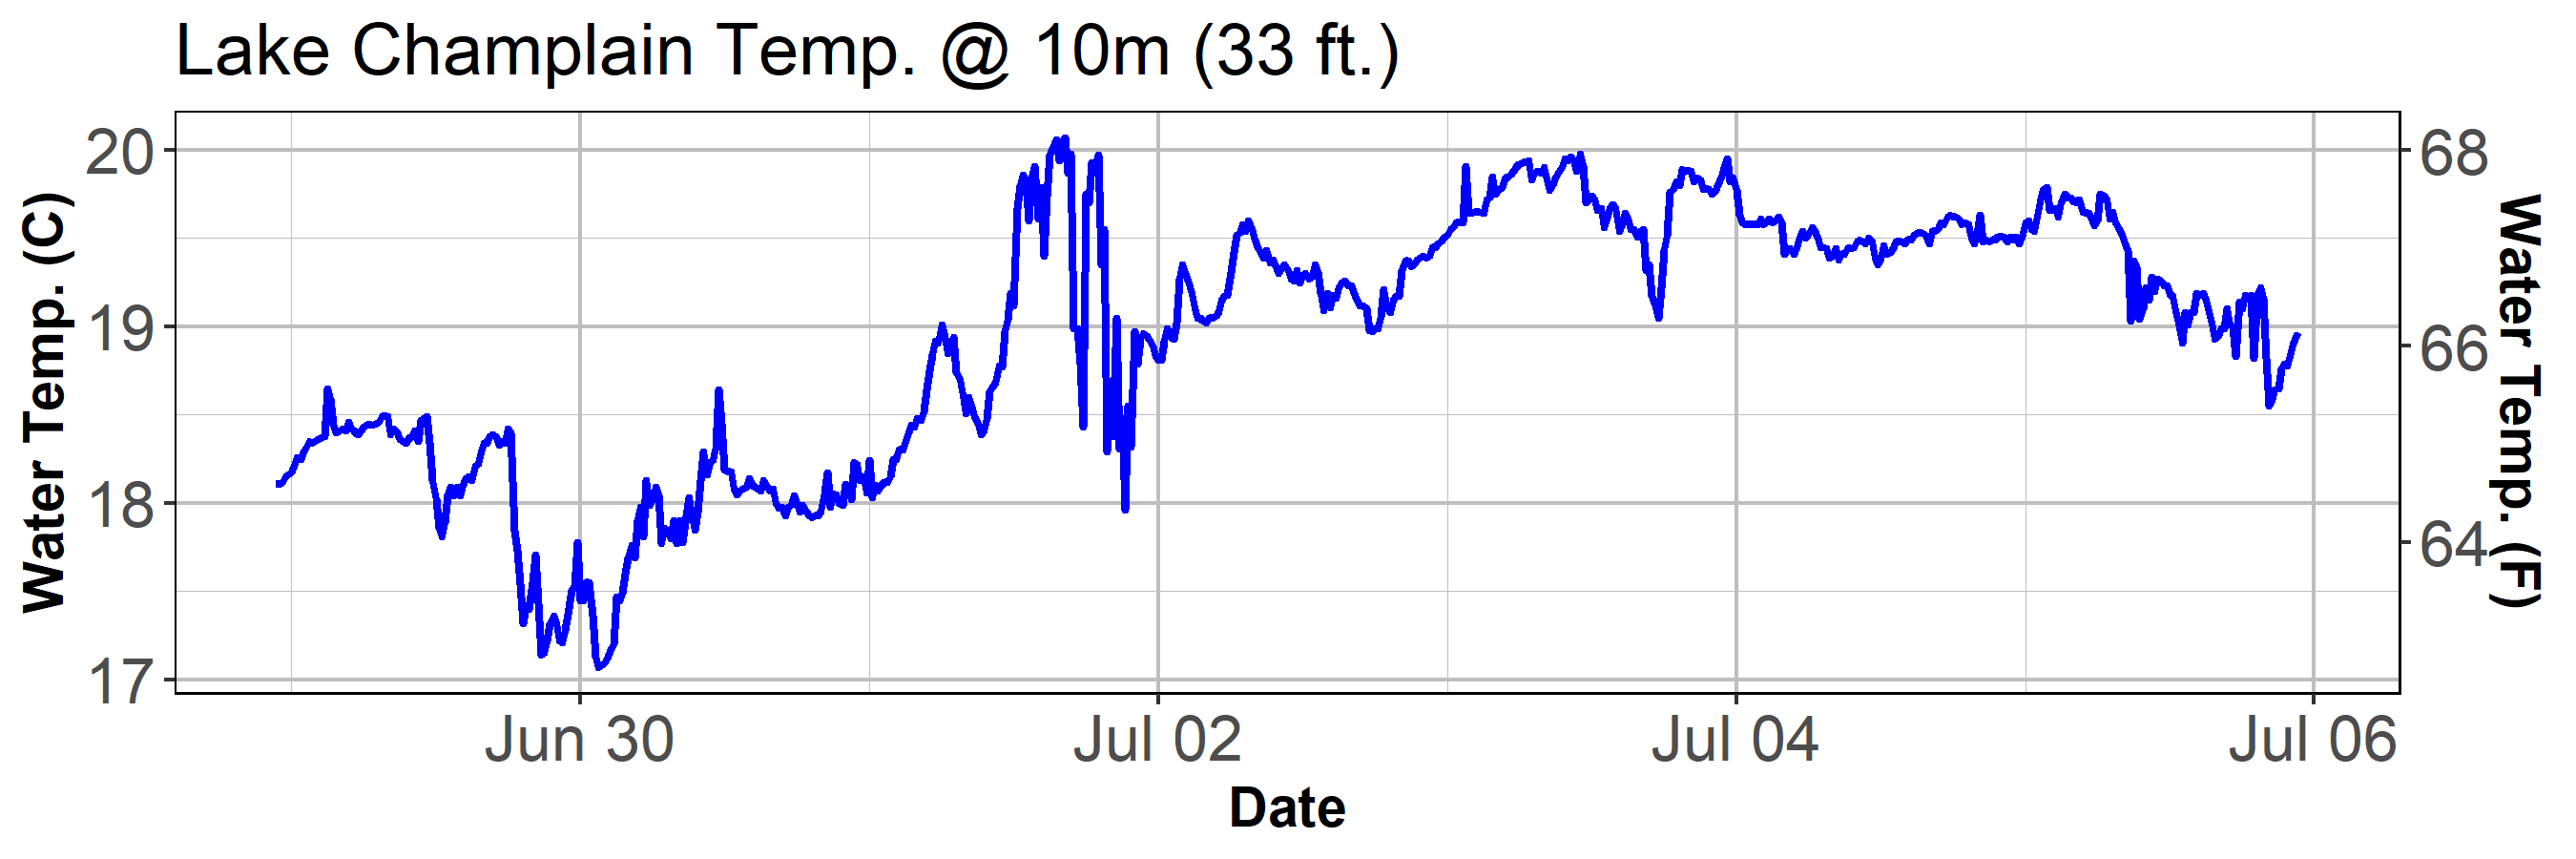 Lake Champlain Temp. @ 10m (33 ft.)
Water Temp. (C)
20
19
18
17
68
66
64
Water Temp. (F)
Jun 30
Jul 02
Jul 04
Jul 06
Date